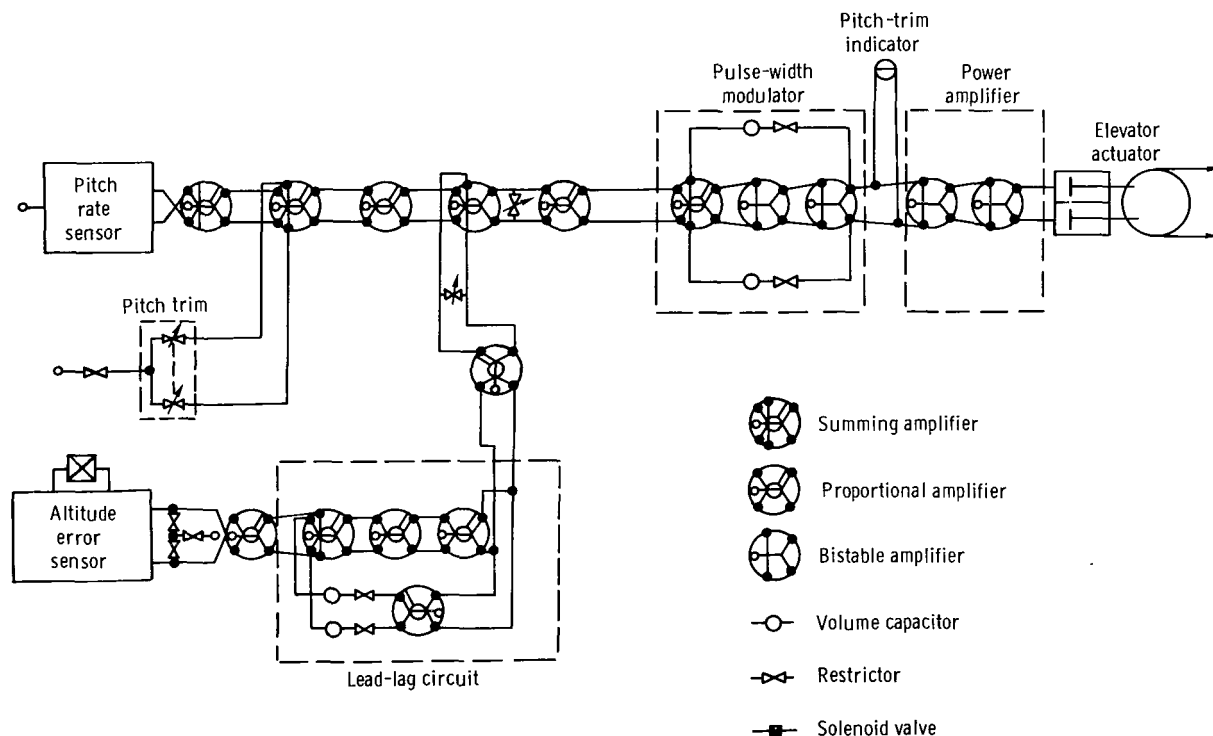 Pitch-trim
indicator
Pulse-width
modulator
Power
amplifier
Elevator
actuator
Pitch
rate
sensor
Pitch trim
Summing amplifier
Proportional amplifier
Altitude
error
sensor
Bistable amplifier
Volume capacitor
Lead-lag circuit
Restrictor
Solenoid valve